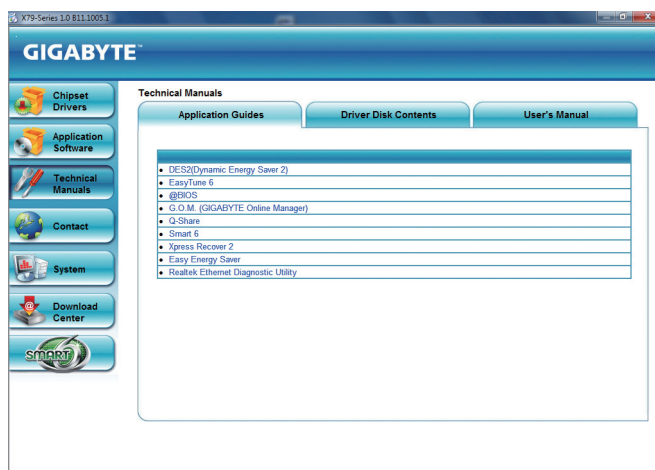 X79-Series 1.0 B11.1005.1
GIGABYTE™
Chipset
Drivers
Application
Software
Technical
Manuals
Contact
System
Download
Center
SMART6
Technical Manuals
Application Guides
Driver Disk Contents
User's Manual
• DES2(Dynamic Energy Saver 2)
• EasyTune 6
• @BIOS
• G.O.M. (GIGABYTE Online Manager)
• Q-Share
• Smart 6
• Xpress Recover 2
• Easy Energy Saver
• Realtek Ethernet Diagnostic Utility